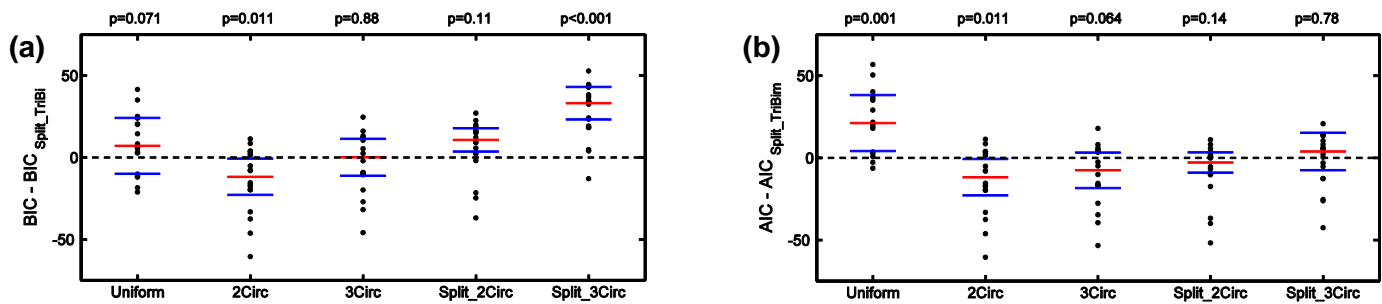 p=0.071 p=0.011 p=0.88 p=0.11 p<0.001
(a)
BIC - BIC Split_TriBi
50
0
-50
Uniform 2Circ 3Circ Split_2Circ Split_3Circ
p=0.001 p=0.011 p=0.064 p=0.14 p=0.78
(b)
AIC - AIC Split_TriBim
50
0
-50
Uniform 2Circ 3Circ Split_2Circ Split_3Circ